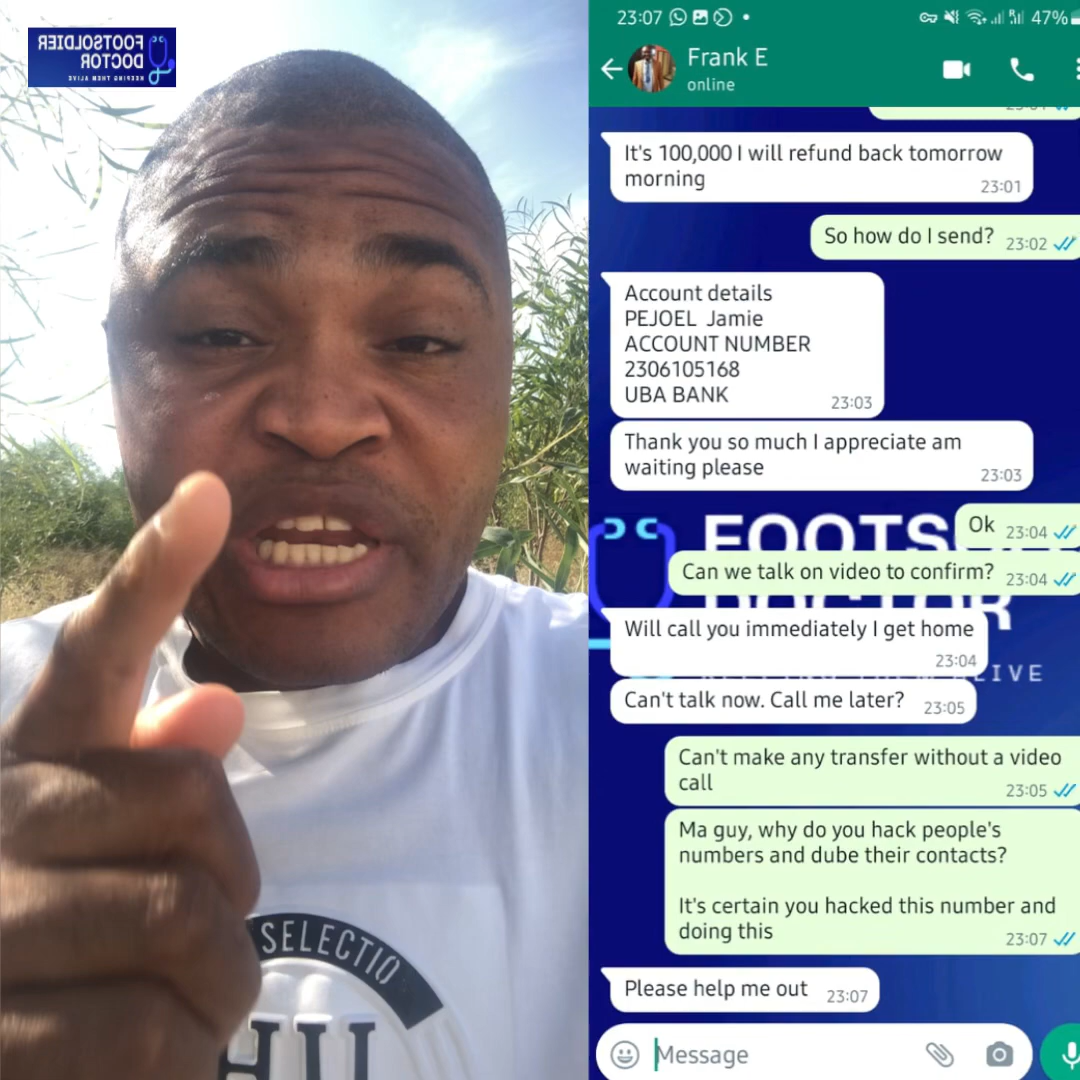 FOOTSOLDIER
DOCTOR
KEEPING THEM ALIVE
SELECTIO
HU
23:07
47%
Frank E
online
It's 100,000 I will refund back tomorrow
morning
23:01
So how do I send?
23:02
Account details
PEJOEL Jamie
ACCOUNT NUMBER
2306105168
UBA BANK
23:03
Thank you so much I appreciate am
waiting please
23:03
Ok 23:04
Can we talk on video to confirm? 23:04
FOOTS
DOCTOR
LIVE
Will call you immediately I get home
23:04
Can't talk now. Call me later? 23:05
Can't make any transfer without a video
call
23:05
Ma guy, why do you hack people's
numbers and dube their contacts?
It's certain you hacked this number and
doing this
23:07
Please help me out 23:07
Message